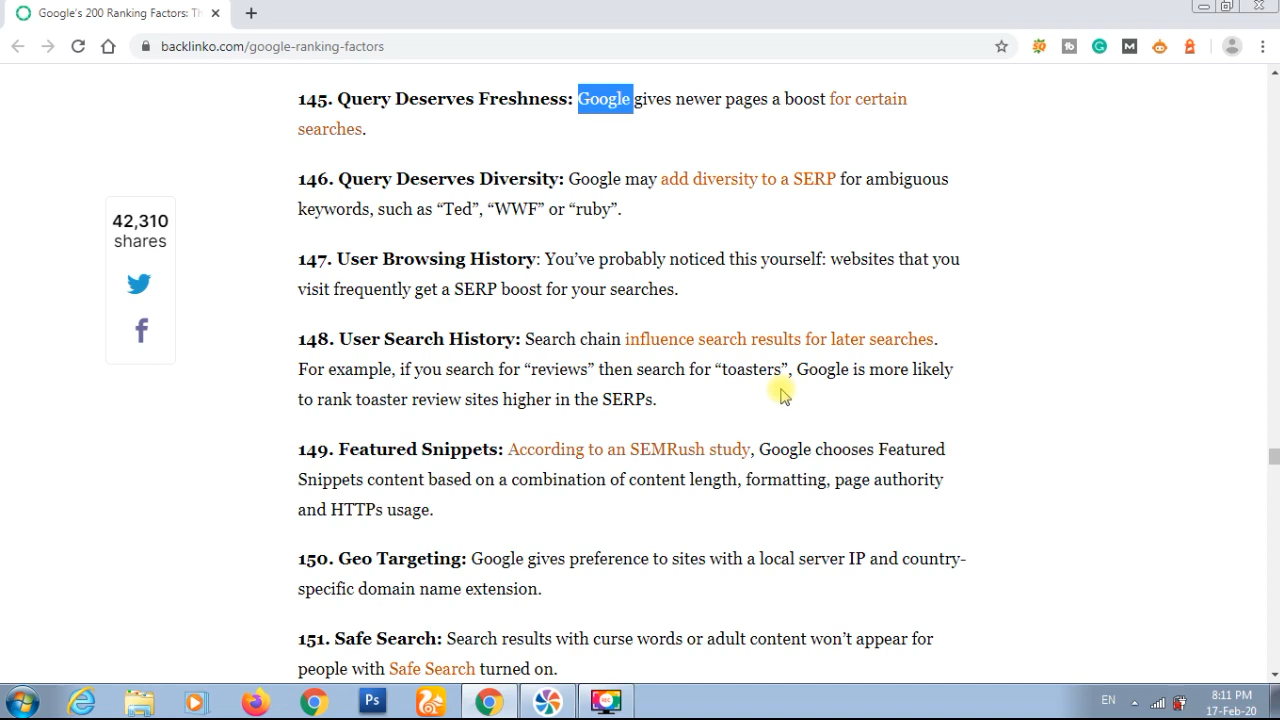 Google's 200 Ranking Factors: Th
backlinko.com/google-ranking-factors
145. Query Deserves Freshness: Google gives newer pages a boost for certain
searches.
146. Query Deserves Diversity: Google may add diversity to a SERP for ambiguous
keywords, such as “Ted”, “WWF” or “ruby”.
42,310
shares
147. User Browsing History: You’ve probably noticed this yourself: websites that you
visit frequently get a SERP boost for your searches.
148. User Search History: Search chain influence search results for later searches.
For example, if you search for “reviews” then search for “toasters”, Google is more likely
to rank toaster review sites higher in the SERPs.
149. Featured Snippets: According to an SEMRush study, Google chooses Featured
Snippets content based on a combination of content length, formatting, page authority
and HTTPs usage.
150. Geo Targeting: Google gives preference to sites with a local server IP and country-
specific domain name extension.
151. Safe Search: Search results with curse words or adult content won’t appear for
people with Safe Search turned on.
Ps
EN
8:11 PM
17-Feb-20